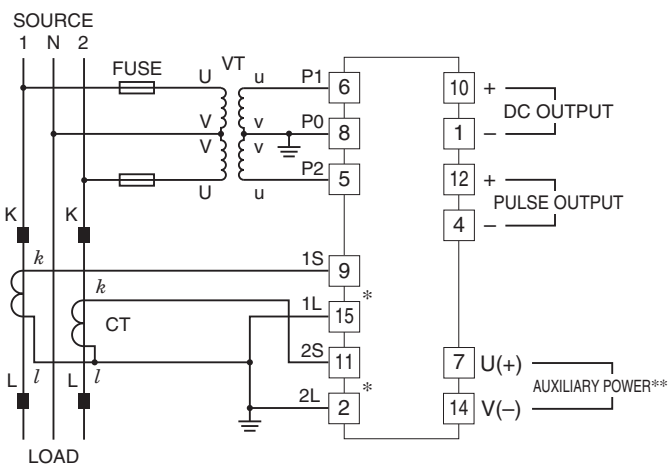 SOURCE
1 N 2
FUSE
VT
U u P1 6
V v P0 8
V v
U u P2 5
10 +
DC OUTPUT
1 –
12 +
PULSE OUTPUT
4 –
K K
k 1S 9
k 1L 15 *
CT
2S 11
L l L l
2L 2 *
7 U(+)
AUXILIARY POWER**
14 V(–)
LOAD